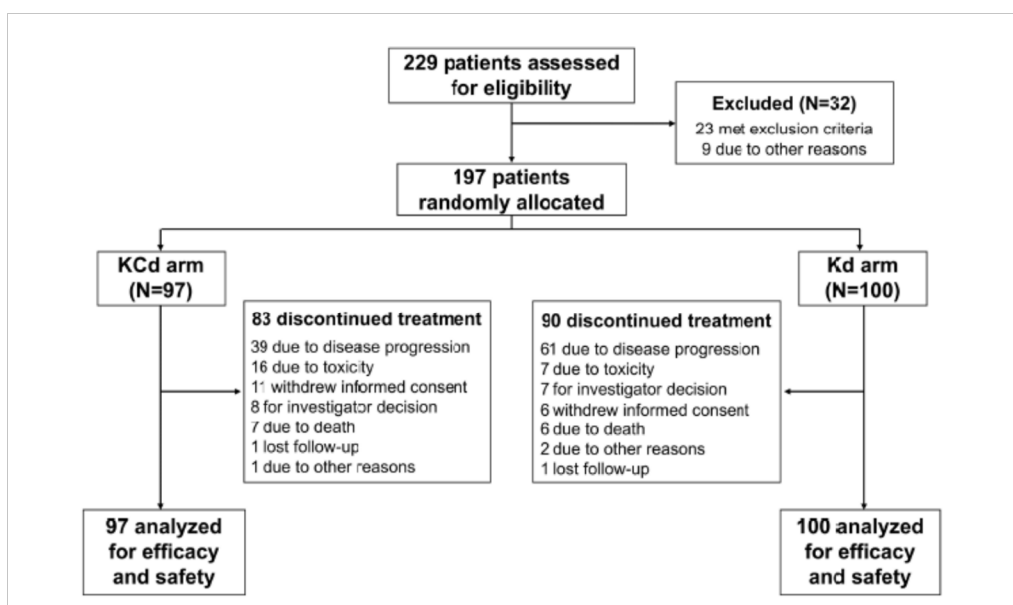 229 patients assessed
for eligibility
Excluded (N=32)
23 met exclusion criteria
9 due to other reasons
197 patients
randomly allocated
KCd arm
(N=97)
Kd arm
(N=100)
83 discontinued treatment
39 due to disease progression
16 due to toxicity
11 withdrew informed consent
8 for investigator decision
7 due to death
1 lost follow-up
1 due to other reasons
90 discontinued treatment
61 due to disease progression
7 due to toxicity
7 for investigator decision
6 withdrew informed consent
6 due to death
2 due to other reasons
1 lost follow-up
97 analyzed
for efficacy
and safety
100 analyzed
for efficacy
and safety